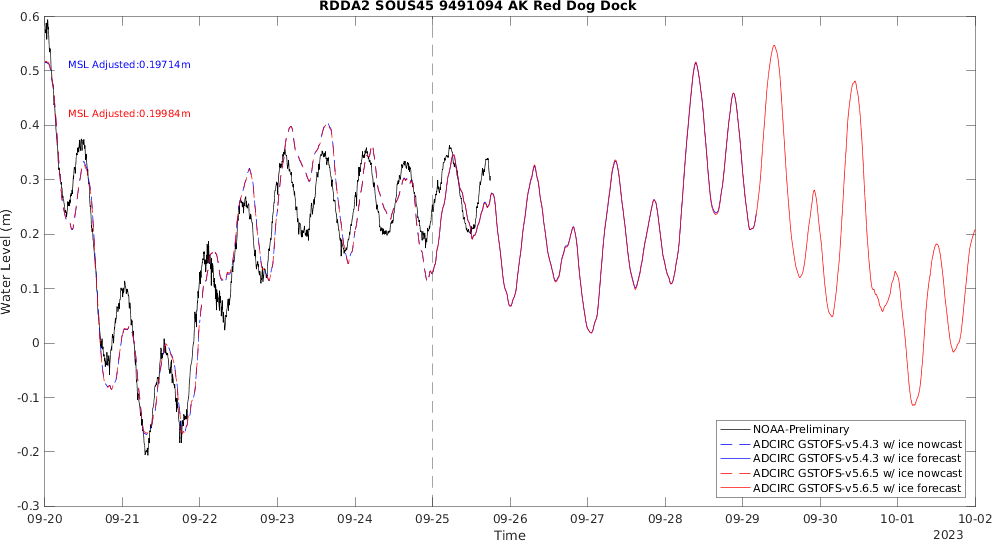 RDDA2 SOUS45 9491094 AK Red Dog Dock
0.6
0.5
0.4
0.3
0.2
0.1
0
-0.1
-0.2
-0.3
Water Level (m)
MSL Adjusted:0.19714m
MSL Adjusted:0.19984m
NOAA-Preliminary
ADCIRC GSTOFS-v5.4.3 w/ ice nowcast
ADCIRC GSTOFS-v5.4.3 w/ ice forecast
ADCIRC GSTOFS-v5.6.5 w/ ice nowcast
ADCIRC GSTOFS-v5.6.5 w/ ice forecast
09-20 09-21 09-22 09-23 09-24 09-25 09-26 09-27 09-28 09-29 09-30 10-01 10-02
Time
2023